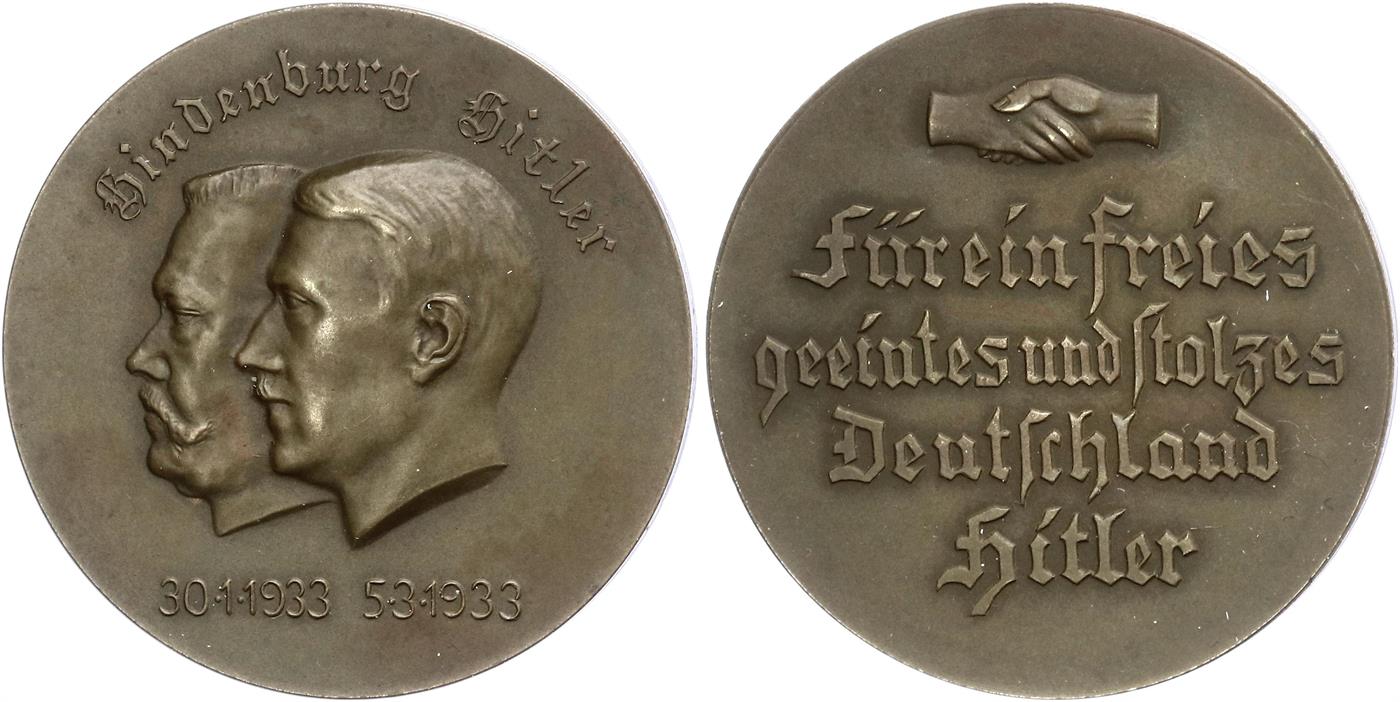 Hindenburg Hitler
30·1·1933 5·3·1933
Für ein freies
geeintes und ſtolzes
Deutſchland
Hitler